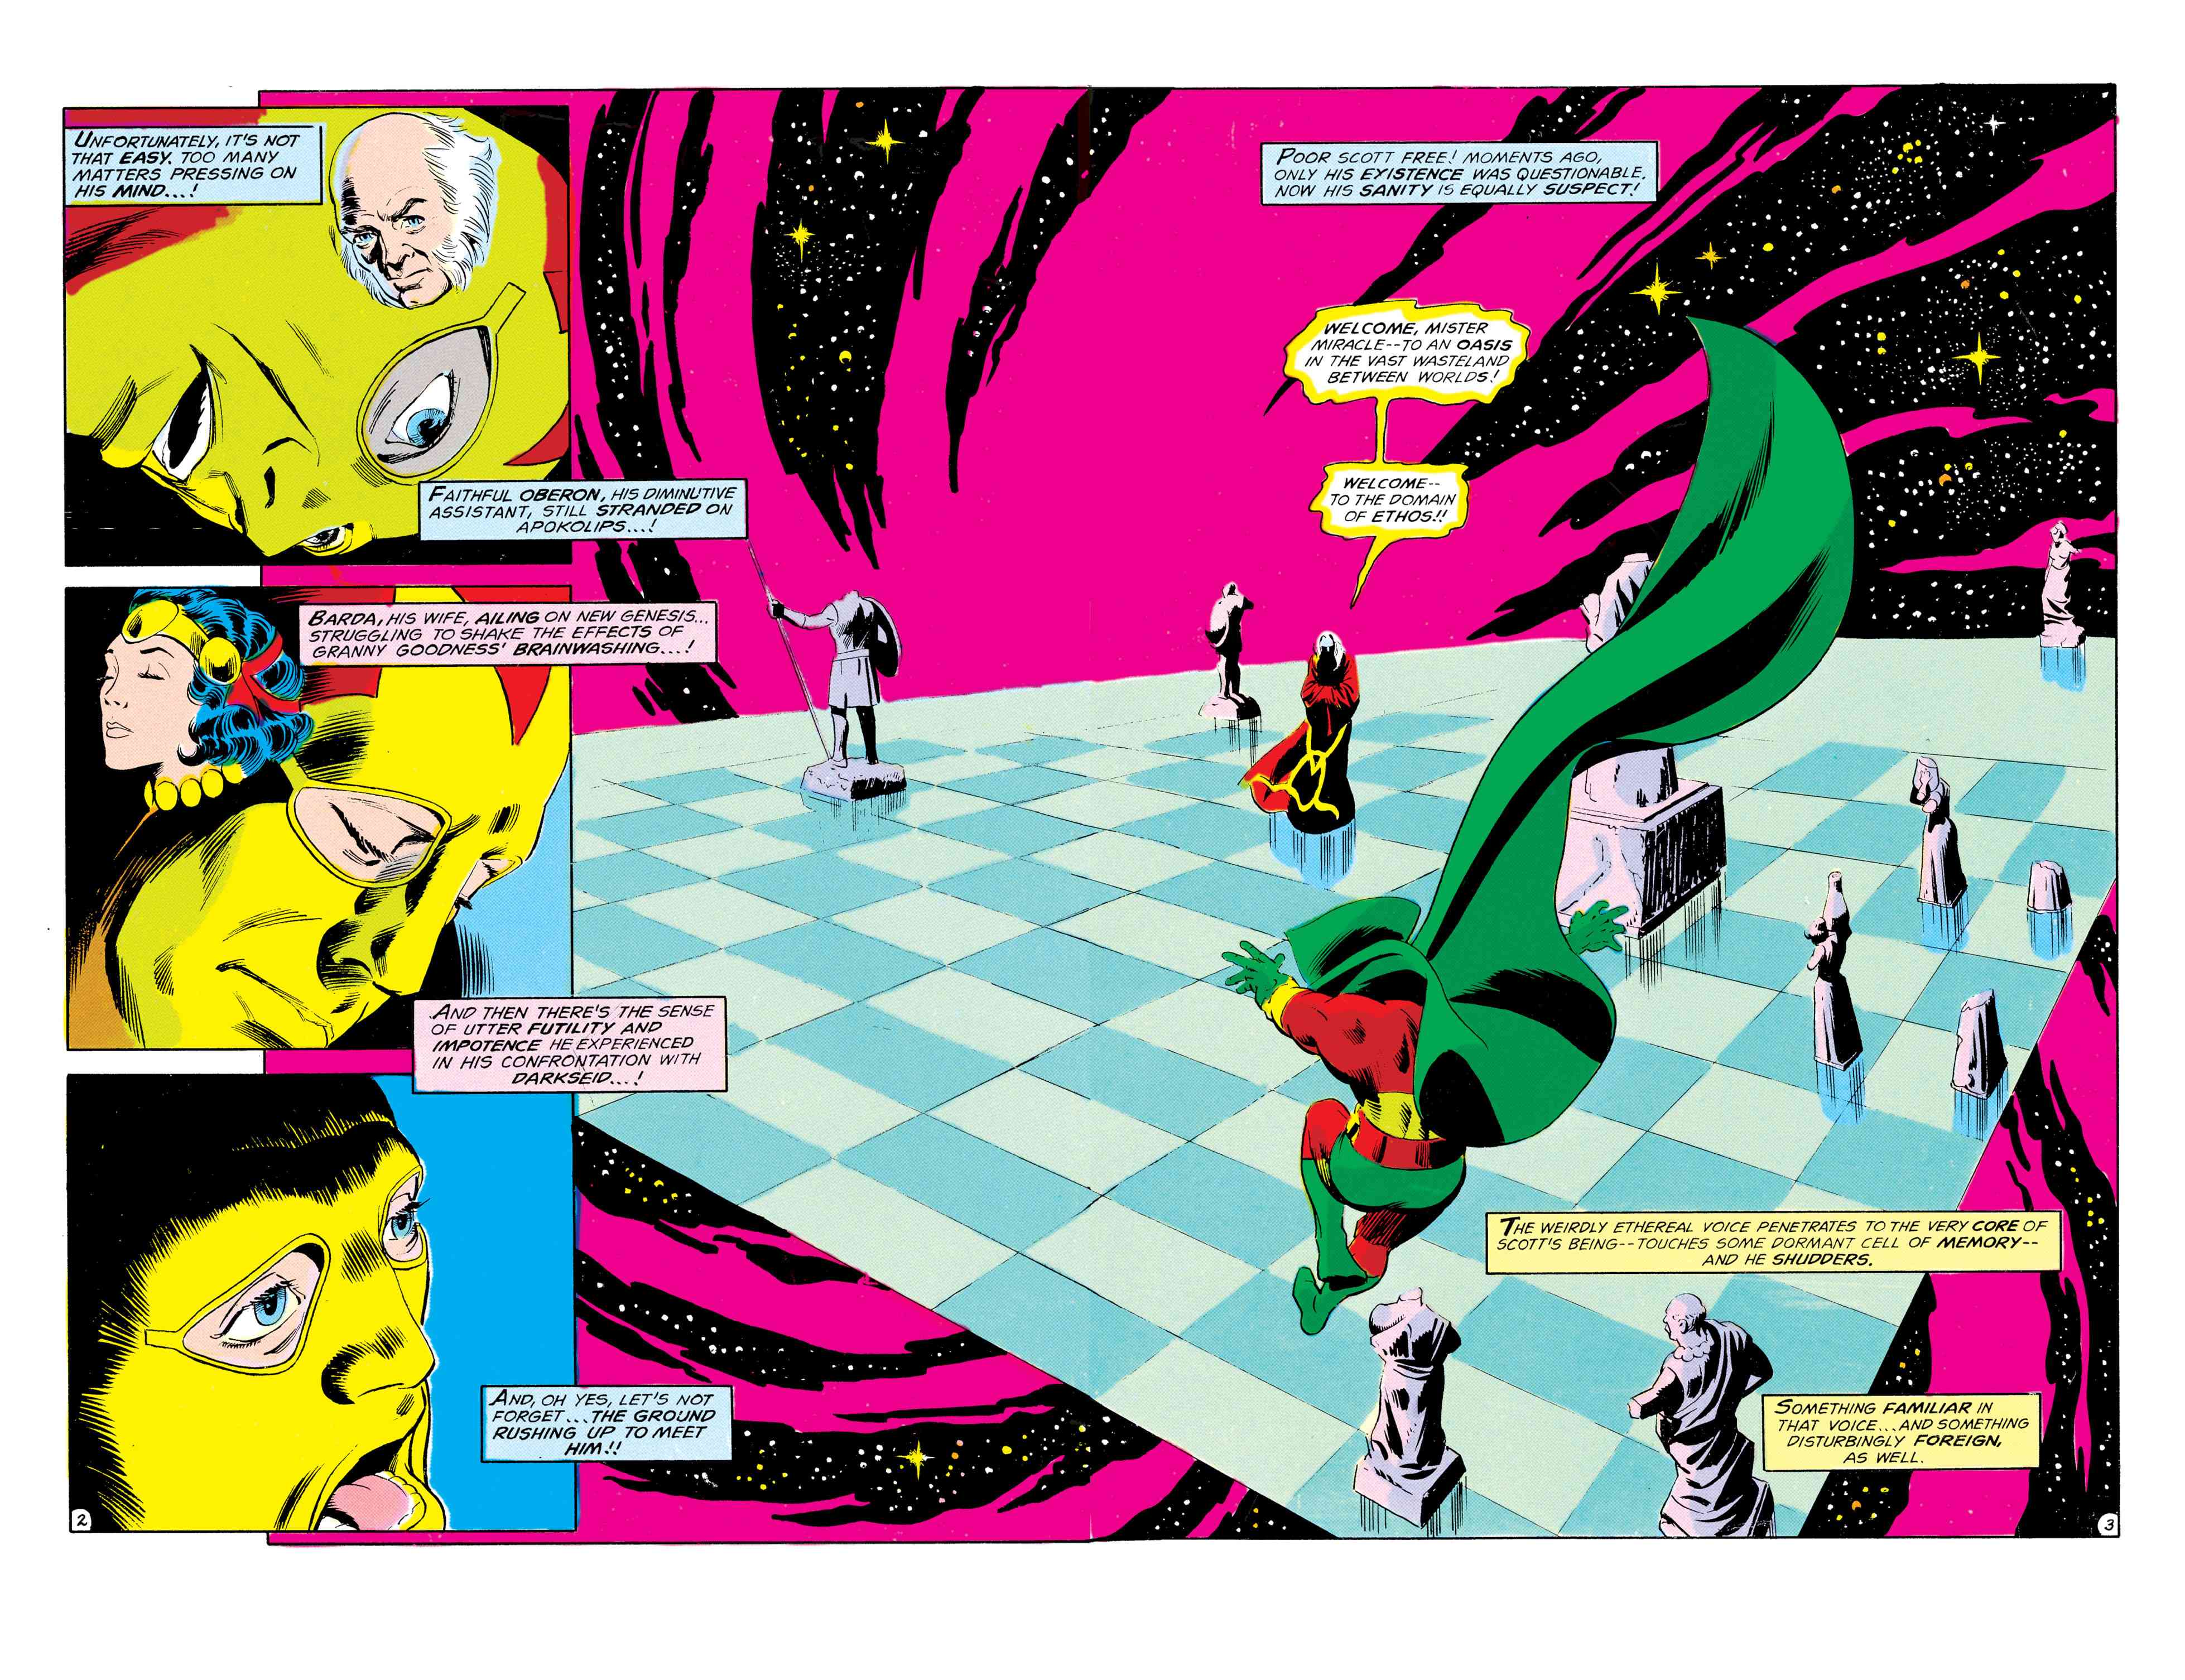 UNFORTUNATELY, IT'S NOT
THAT EASY. TOO MANY
MATTERS PRESSING ON
HIS MIND...!
FAITHFUL OBERON, HIS DIMINUTIVE
ASSISTANT, STILL STRANDED ON
APOKOLIPS...!
BARDA, HIS WIFE, AILING ON NEW GENESIS...
STRUGGLING TO SHAKE THE EFFECTS OF
GRANNY GOODNESS' BRAINWASHING...!
AND THEN THERE'S THE SENSE
OF UTTER FUTILITY AND
IMPOTENCE HE EXPERIENCED
IN HIS CONFRONTATION WITH
DARKSEID...!
AND, OH YES, LET'S NOT
FORGET...THE GROUND
RUSHING UP TO MEET
HIM!!
2
POOR SCOTT FREE! MOMENTS AGO,
ONLY HIS EXISTENCE WAS QUESTIONABLE.
NOW HIS SANITY IS EQUALLY SUSPECT!
WELCOME, MISTER
MIRACLE--TO AN OASIS
IN THE VAST WASTELAND
BETWEEN WORLDS!
WELCOME--
TO THE DOMAIN
OF ETHOS!!
THE WEIRDLY ETHEREAL VOICE PENETRATES TO THE VERY CORE OF
SCOTT'S BEING--TOUCHES SOME DORMANT CELL OF MEMORY--
AND HE SHUDDERS.
SOMETHING FAMILIAR IN
THAT VOICE...AND SOMETHING
DISTURBINGLY FOREIGN,
AS WELL.
3